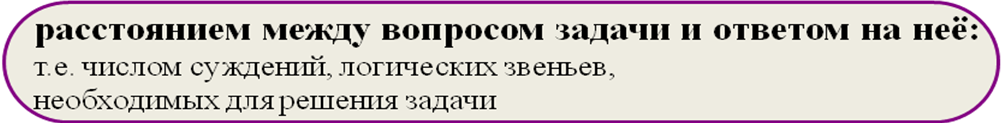 расстоянием между вопросом задачи и ответом на неё:
т.е. числом суждений, логических звеньев,
необходимых для решения задачи